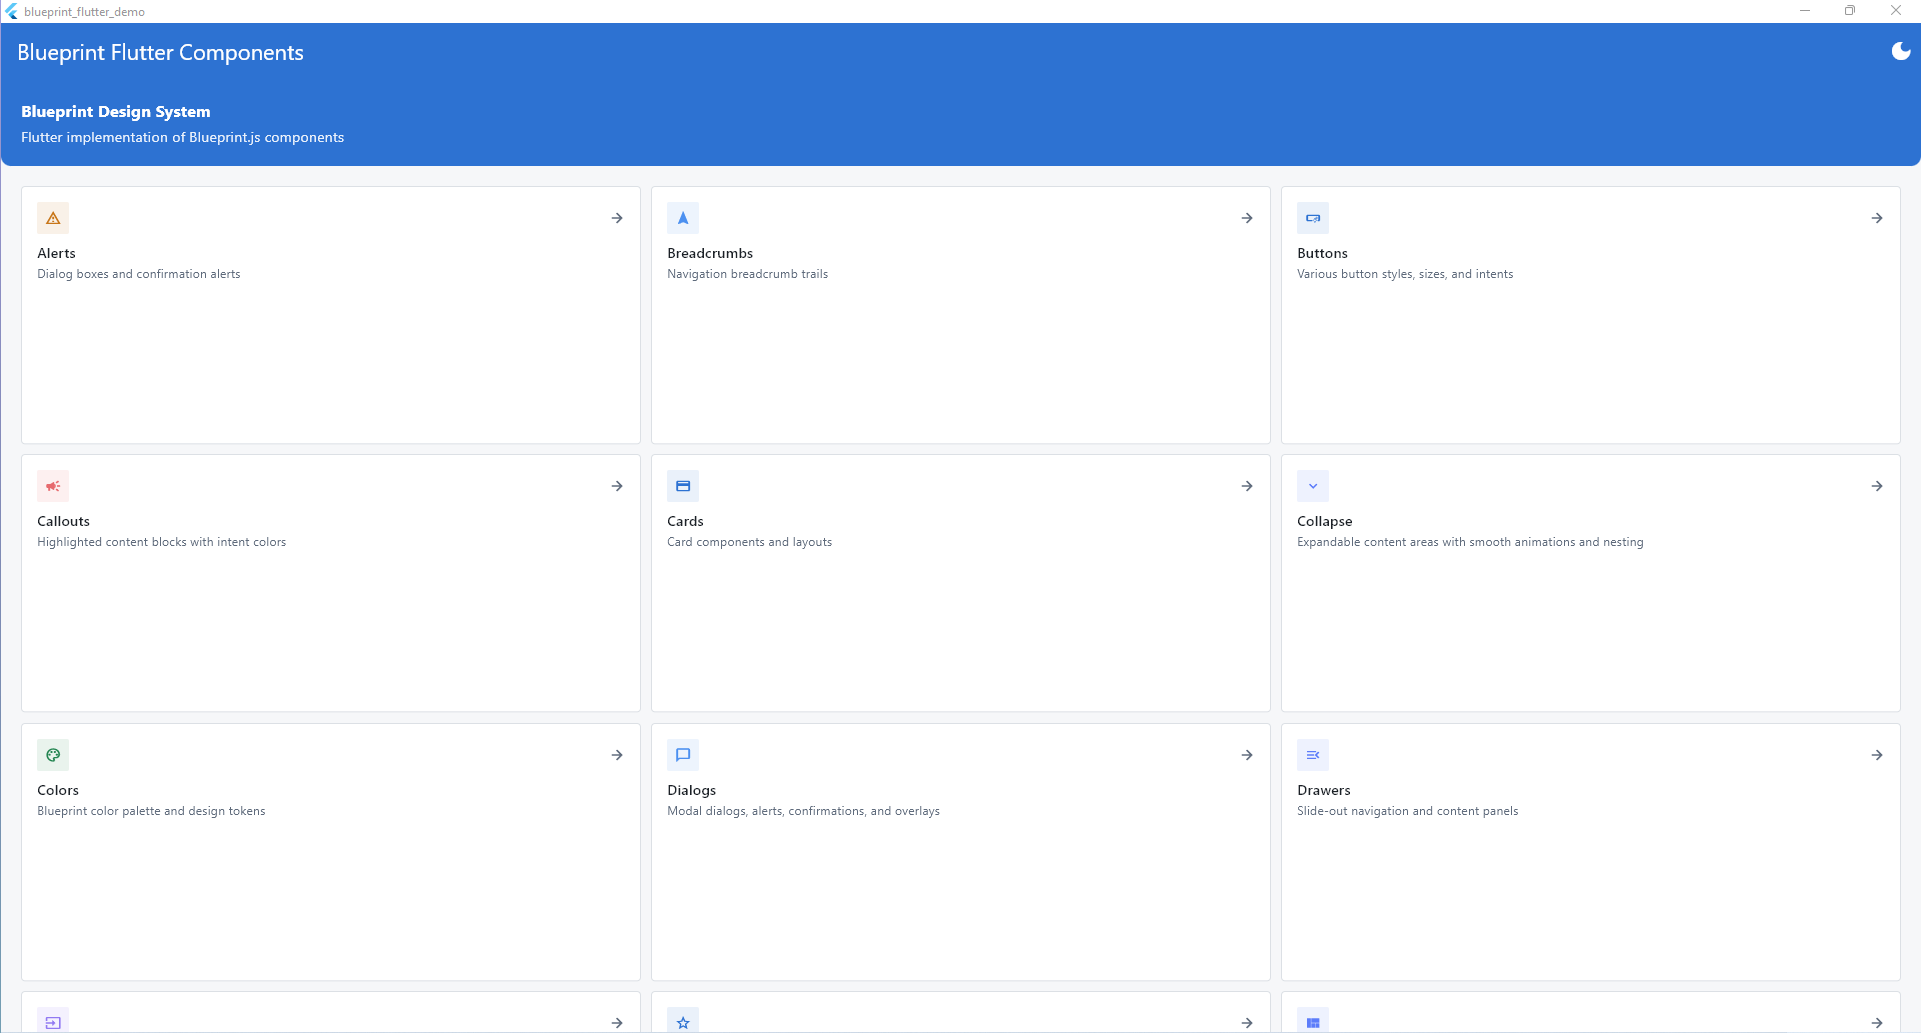 blueprint_flutter_demo
Blueprint Flutter Components
Blueprint Design System
Flutter implementation of Blueprint.js components
Alerts
Dialog boxes and confirmation alerts
Breadcrumbs
Navigation breadcrumb trails
Buttons
Various button styles, sizes, and intents
Callouts
Highlighted content blocks with intent colors
Cards
Card components and layouts
Collapse
Expandable content areas with smooth animations and nesting
Colors
Blueprint color palette and design tokens
Dialogs
Modal dialogs, alerts, confirmations, and overlays
Drawers
Slide-out navigation and content panels